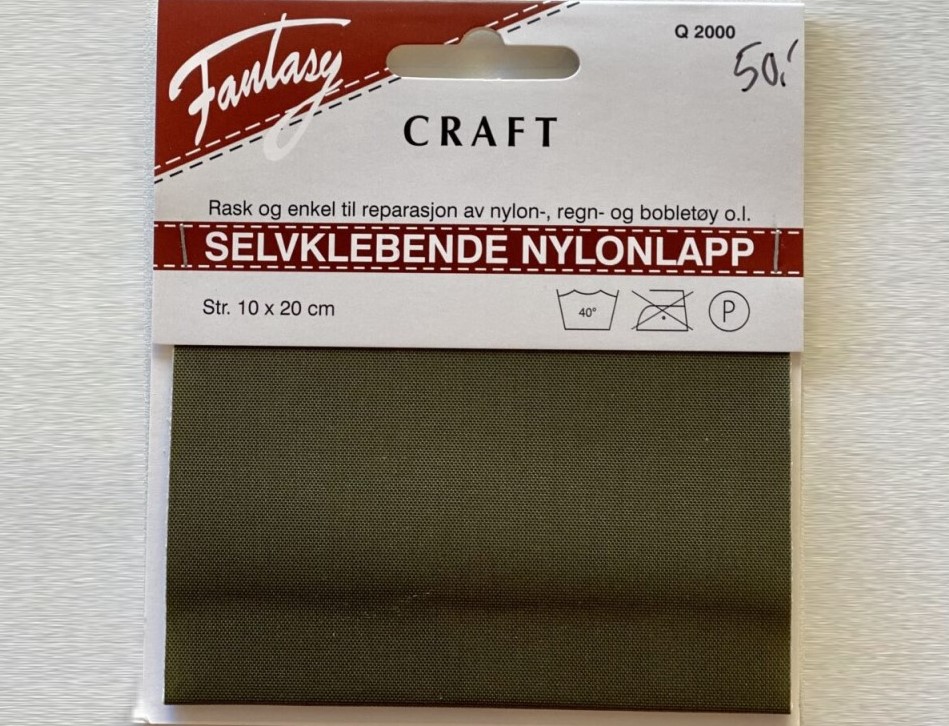 Fantasy
Q 2000
50,-
CRAFT
Rask og enkel til reparasjon av nylon-, regn- og bobletøy o.l.
SELVKLEBENDE NYLONLAPP
Str. 10 x 20 cm
40°
P